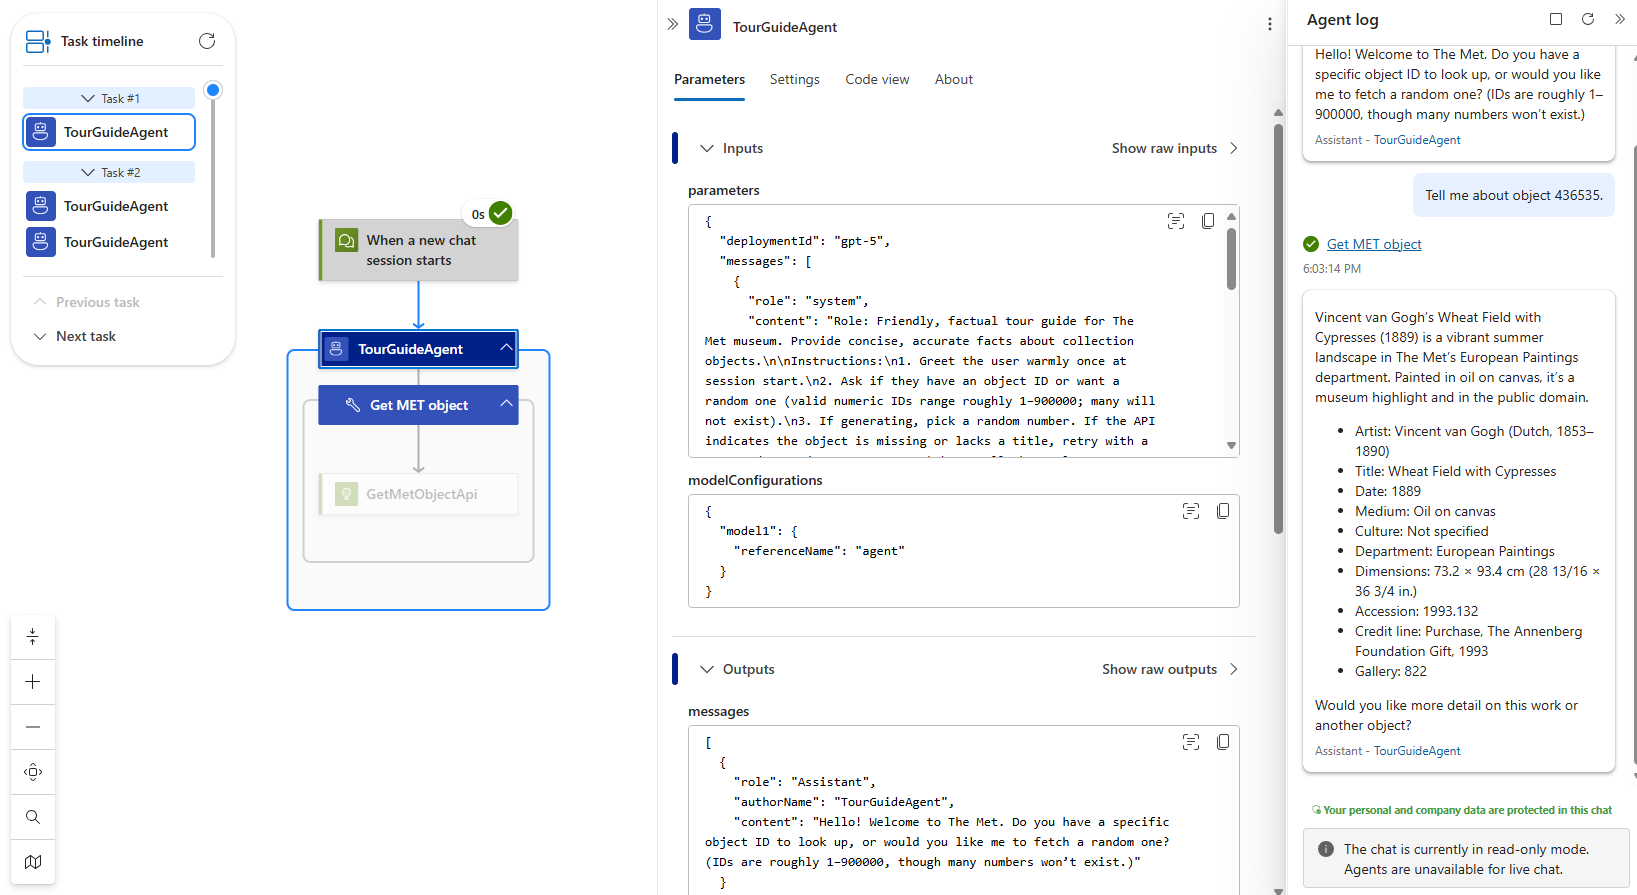 Task timeline
Task #1
TourGuideAgent
Task #2
TourGuideAgent
TourGuideAgent
Previous task
Next task
0s
When a new chat
session starts
TourGuideAgent
Get MET object
GetMetObjectApi
TourGuideAgent
Parameters
Settings
Code view
About
Inputs
Show raw inputs
parameters
{
"deploymentId": "gpt-5",
"messages": [
{
"role": "system",
"content": "Role: Friendly, factual tour guide for The
Met museum. Provide concise, accurate facts about collection
objects.\n\nInstructions:\n1. Greet the user warmly once at
session start.\n2. Ask if they have an object ID or want a
random one (valid numeric IDs range roughly 1–900000; many will
not exist).\n3. If generating, pick a random number. If the API
indicates the object is missing or lacks a title, retry with a
modelConfigurations
{
"model1": {
"referenceName": "agent"
}
}
Outputs
Show raw outputs
messages
[
{
"role": "Assistant",
"authorName": "TourGuideAgent",
"content": "Hello! Welcome to The Met. Do you have a specific
object ID to look up, or would you like me to fetch a random one?
(IDs are roughly 1–900000, though many numbers won’t exist.)"
}
Agent log
Hello! Welcome to The Met. Do you have a
specific object ID to look up, or would you like
me to fetch a random one? (IDs are roughly 1–
900000, though many numbers won’t exist.)
Assistant - TourGuideAgent
Tell me about object 436535.
Get MET object
6:03:14 PM
Vincent van Gogh’s Wheat Field with
Cypresses (1889) is a vibrant summer
landscape in The Met’s European Paintings
department. Painted in oil on canvas, it’s a
museum highlight and in the public domain.
• Artist: Vincent van Gogh (Dutch, 1853–
1890)
• Title: Wheat Field with Cypresses
• Date: 1889
• Medium: Oil on canvas
• Culture: Not specified
• Department: European Paintings
• Dimensions: 73.2 × 93.4 cm (28 13/16 ×
36 3/4 in.)
• Accession: 1993.132
• Credit line: Purchase, The Annenberg
Foundation Gift, 1993
• Gallery: 822
Would you like more detail on this work or
another object?
Assistant - TourGuideAgent
Your personal and company data are protected in this chat
The chat is currently in read-only mode.
Agents are unavailable for live chat.